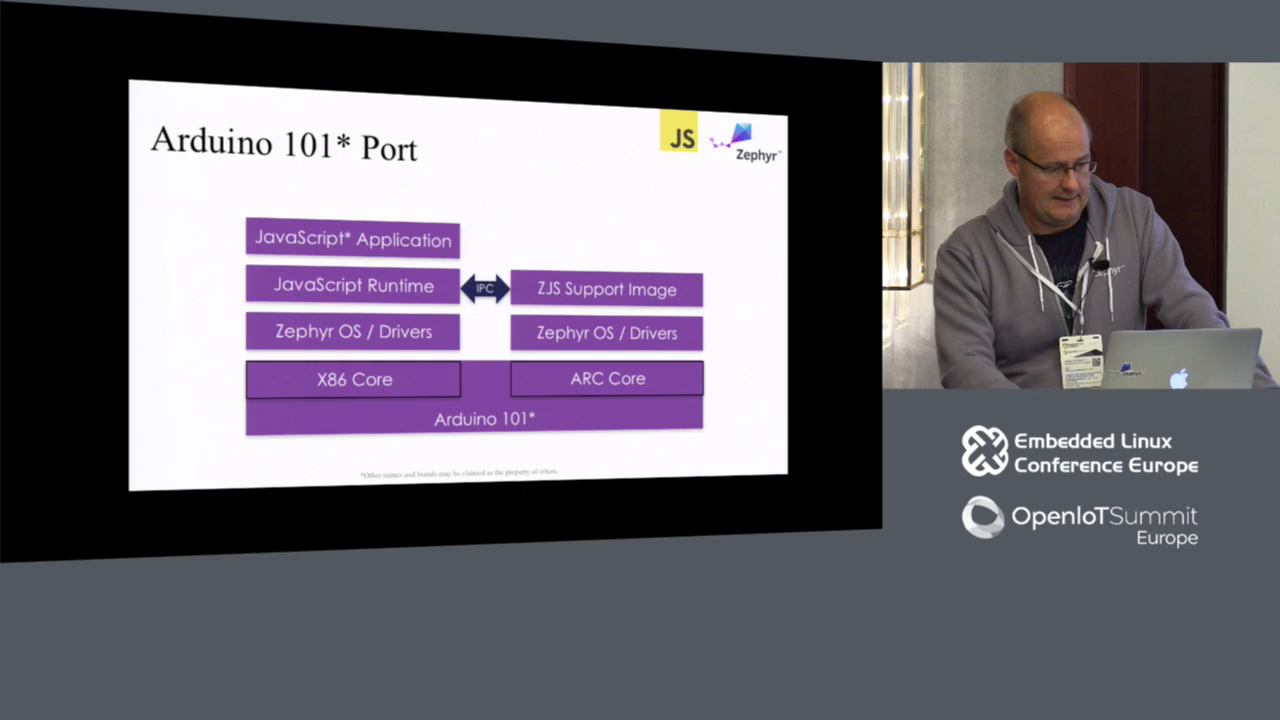 Arduino 101* Port
JS
Zephyr™
JavaScript* Application
JavaScript Runtime
IPC
ZJS Support Image
Zephyr OS / Drivers
Zephyr OS / Drivers
X86 Core
ARC Core
Arduino 101*
*Other names and brands may be claimed as the property of others.
Zephyr™
Zephyr
Embedded Linux
Conference Europe
OpenIoTSummit
Europe